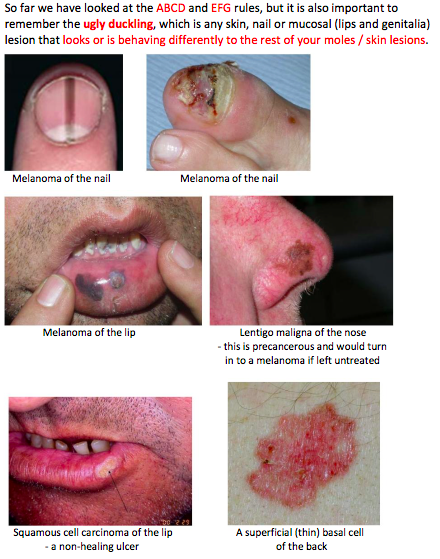 So far we have looked at the ABCD and EFG rules, but it is also important to
remember the ugly duckling, which is any skin, nail or mucosal (lips and genitalia)
lesion that looks or is behaving differently to the rest of your moles / skin lesions.
Melanoma of the nail
Melanoma of the nail
Melanoma of the lip
Lentigo maligna of the nose
- this is precancerous and would turn
in to a melanoma if left untreated
Squamous cell carcinoma of the lip
- a non-healing ulcer
A superficial (thin) basal cell
of the back